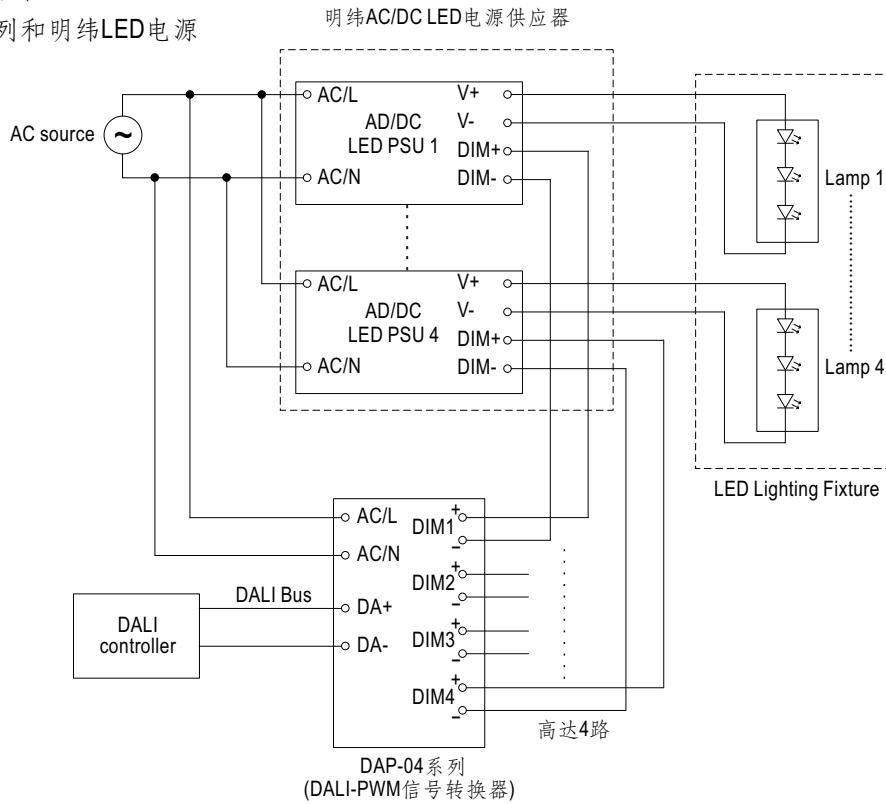 列和明纬LED电源
明纬AC/DC LED电源供应器
AC source
~
AC/L
AD/DC
LED PSU 1
AC/N
V+
V-
DIM+
DIM-
Lamp 1
AC/L
AD/DC
LED PSU 4
AC/N
V+
V-
DIM+
DIM-
Lamp 4
LED Lighting Fixture
DALI
controller
DALI Bus
AC/L
AC/N
DA+
DA-
+
DIM1
−
+
DIM2
−
+
DIM3
−
+
DIM4
−
高达4路
DAP-04系列
(DALI-PWM信号转换器)